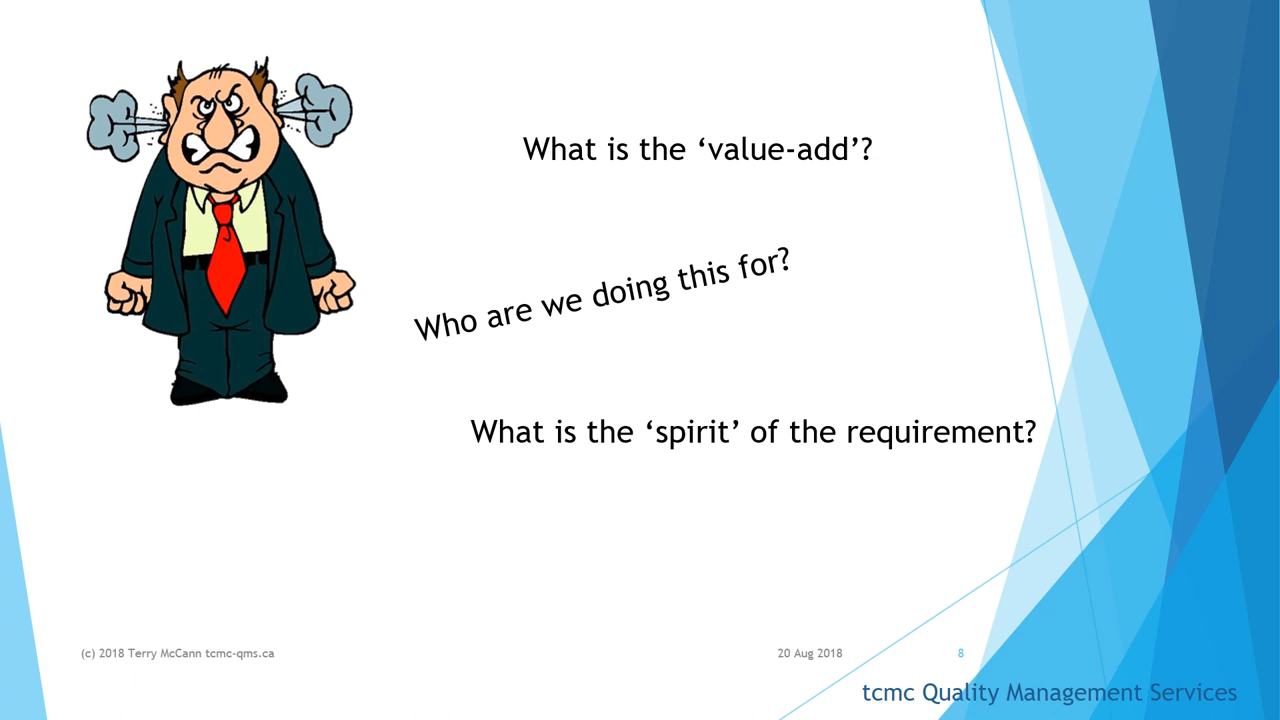 What is the ‘value-add’?
Who are we doing this for?
What is the ‘spirit’ of the requirement?
(c) 2018 Terry McCann tcmc-qms.ca
20 Aug 2018
8
tcmc Quality Management Services